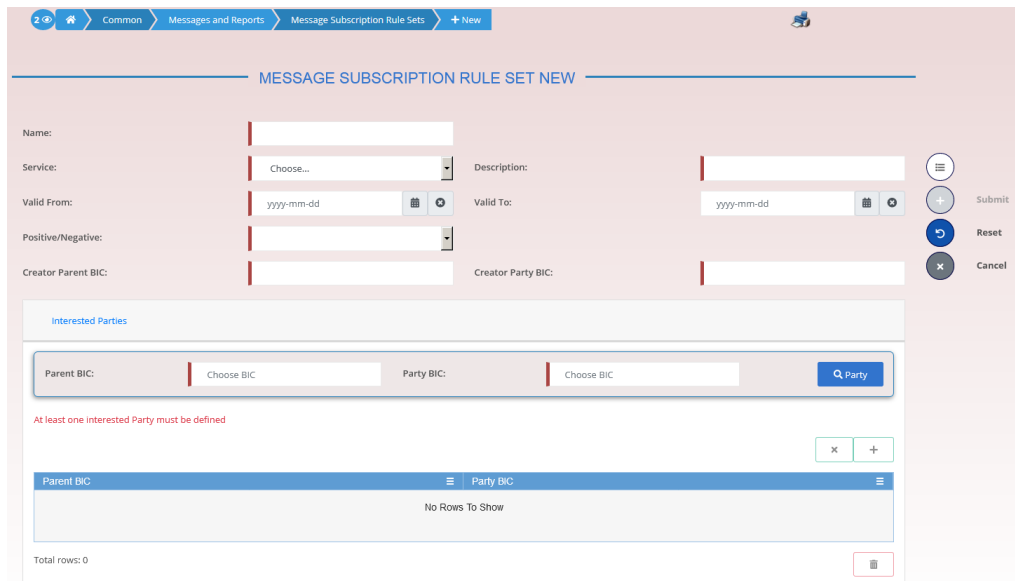 2 Common Messages and Reports Message Subscription Rule Sets + New
MESSAGE SUBSCRIPTION RULE SET NEW
Name:
Service: Choose... Description:
Valid From: yyyy-mm-dd Valid To: yyyy-mm-dd
Submit
Positive/Negative:
Reset
Creator Parent BIC: Creator Party BIC:
Cancel
Interested Parties
Parent BIC: Choose BIC Party BIC: Choose BIC Party
At least one interested Party must be defined
Parent BIC Party BIC
No Rows To Show
Total rows: 0